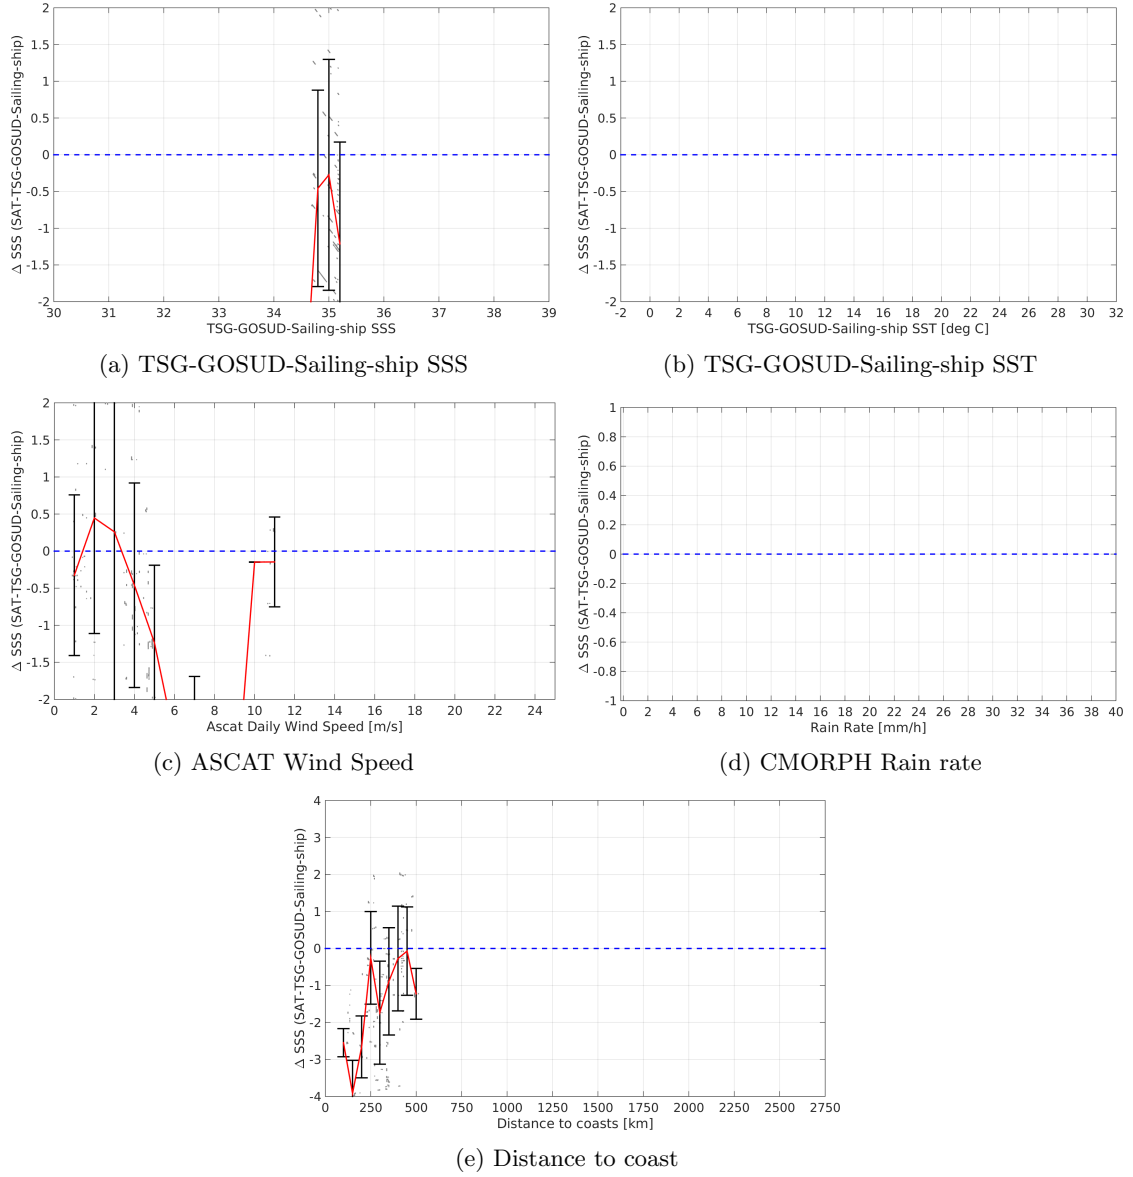 2
1.5
1
0.5
0
-0.5
-1
-1.5
-2
30 31 32 33 34 35 36 37 38 39
Δ SSS (SAT-TSG-GOSUD-Sailing-ship)
TSG-GOSUD-Sailing-ship SSS
(a) TSG-GOSUD-Sailing-ship SSS
2
1.5
1
0.5
0
-0.5
-1
-1.5
-2
-2 0 2 4 6 8 10 12 14 16 18 20 22 24 26 28 30 32
Δ SSS (SAT-TSG-GOSUD-Sailing-ship)
TSG-GOSUD-Sailing-ship SST [deg C]
(b) TSG-GOSUD-Sailing-ship SST
2
1.5
1
0.5
0
-0.5
-1
-1.5
-2
0 2 4 6 8 10 12 14 16 18 20 22 24
Δ SSS (SAT-TSG-GOSUD-Sailing-ship)
Ascat Daily Wind Speed [m/s]
(c) ASCAT Wind Speed
1
0.8
0.6
0.4
0.2
0
-0.2
-0.4
-0.6
-0.8
-1
0 2 4 6 8 10 12 14 16 18 20 22 24 26 28 30 32 34 36 38 40
Δ SSS (SAT-TSG-GOSUD-Sailing-ship)
Rain Rate [mm/h]
(d) CMORPH Rain rate
4
3
2
1
0
-1
-2
-3
-4
0 250 500 750 1000 1250 1500 1750 2000 2250 2500 2750
Δ SSS (SAT-TSG-GOSUD-Sailing-ship)
Distance to coasts [km]
(e) Distance to coast